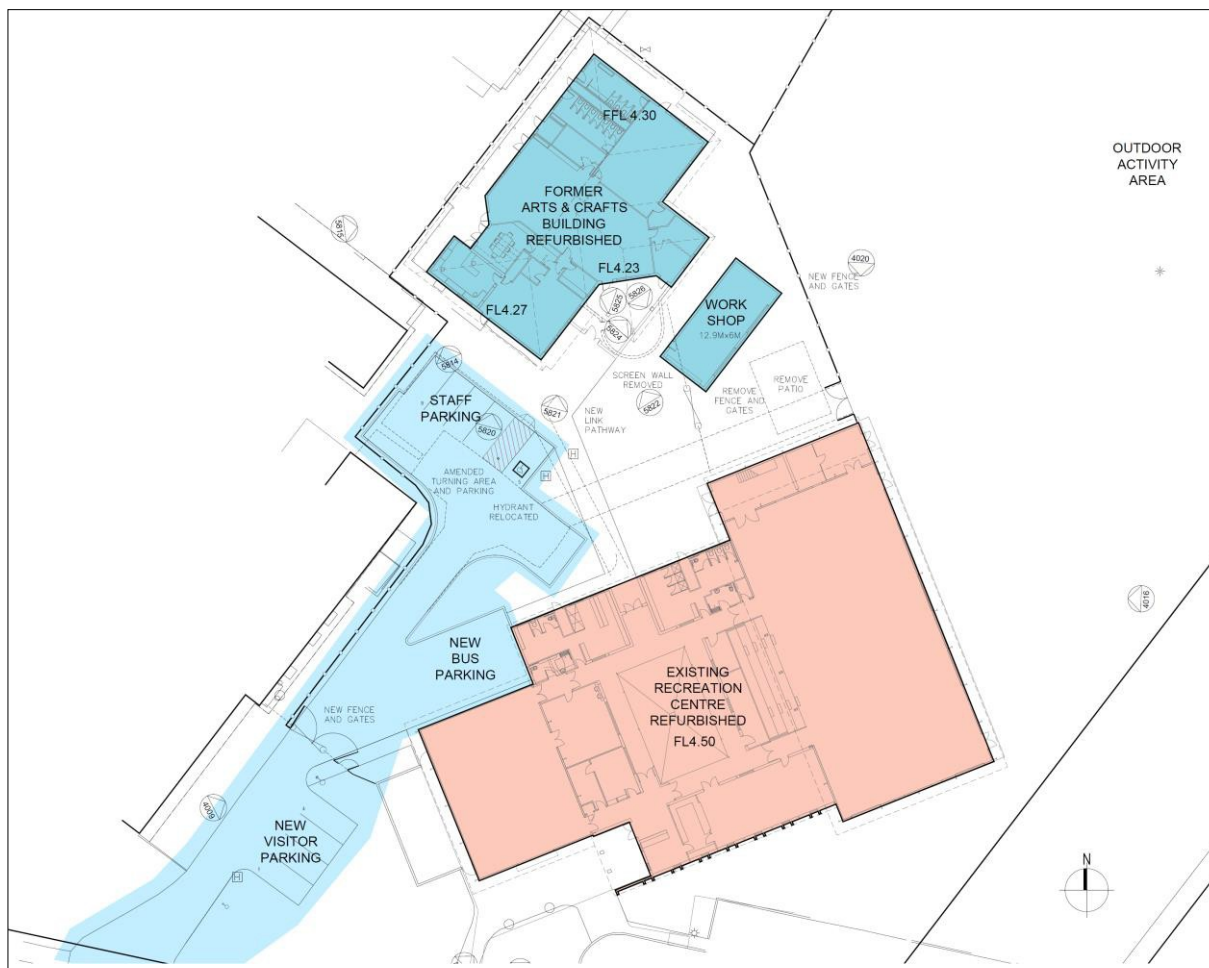 FFL 4.30
OUTDOOR
ACTIVITY
AREA
FORMER
ARTS & CRAFTS
BUILDING
REFURBISHED
5815
FL4.23
4020
NEW FENCE
AND GATES
5826
5825
5824
FL4.27
WORK
SHOP
12.9M×6M
5814
SCREEN WALL
REMOVED
REMOVE
PATIO
REMOVE
FENCE AND
GATES
STAFF
PARKING
5822
5821
5820
NEW
LINK
PATHWAY
H
H
AMENDED
TURNING AREA
AND PARKING
HYDRANT
RELOCATED
4016
NEW
BUS
PARKING
EXISTING
RECREATION
CENTRE
REFURBISHED
FL4.50
NEW FENCE
AND GATES
4009
NEW
VISITOR
PARKING
H
N